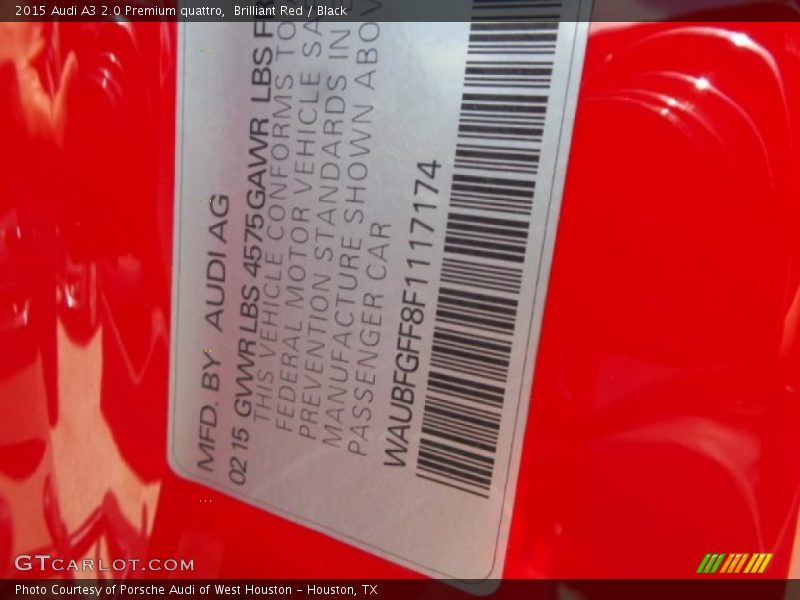 2015 Audi A3 2.0 Premium quattro,  Brilliant Red / Black
MFD. BY AUDI AG
02 15 GVWR LBS 4575 GAWR LBS
THIS VEHICLE CONFORMS TO
FEDERAL MOTOR VEHICLE
PREVENTION STANDARDS IN
MANUFACTURE SHOWN
PASSENGER CAR
WAUBFGFF8F1117174
GTCARLOT.COM
Photo Courtesy of Porsche Audi of West Houston - Houston, TX